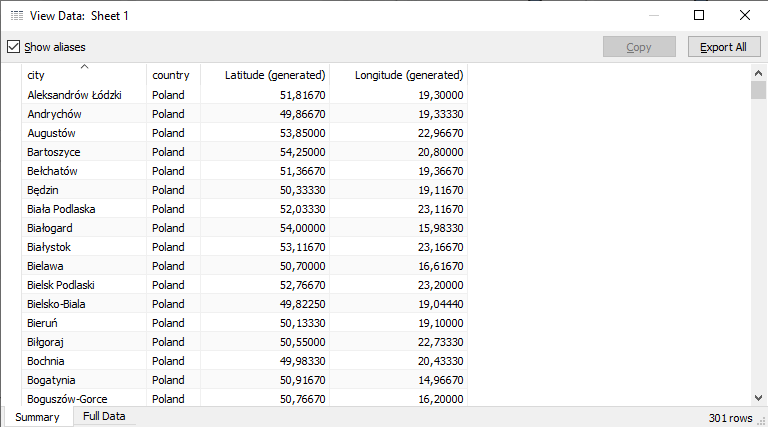 View Data: Sheet 1
Show aliases Copy Export All
city country Latitude (generated) Longitude (generated)
Aleksandrów Łódzki Poland 51,81670 19,30000
Andrychów Poland 49,86670 19,33330
Augustów Poland 53,85000 22,96670
Bartoszyce Poland 54,25000 20,80000
Bełchatów Poland 51,36670 19,36670
Będzin Poland 50,33330 19,11670
Biała Podlaska Poland 52,03330 23,11670
Białogard Poland 54,00000 15,98330
Białystok Poland 53,11670 23,16670
Bielawa Poland 50,70000 16,61670
Bielsk Podlaski Poland 52,76670 23,20000
Bielsko-Biala Poland 49,82250 19,04440
Bieruń Poland 50,13330 19,10000
Biłgoraj Poland 50,55000 22,73330
Bochnia Poland 49,98330 20,43330
Bogatynia Poland 50,91670 14,96670
Boguszów-Gorce Poland 50,76670 16,20000
Summary Full Data 301 rows